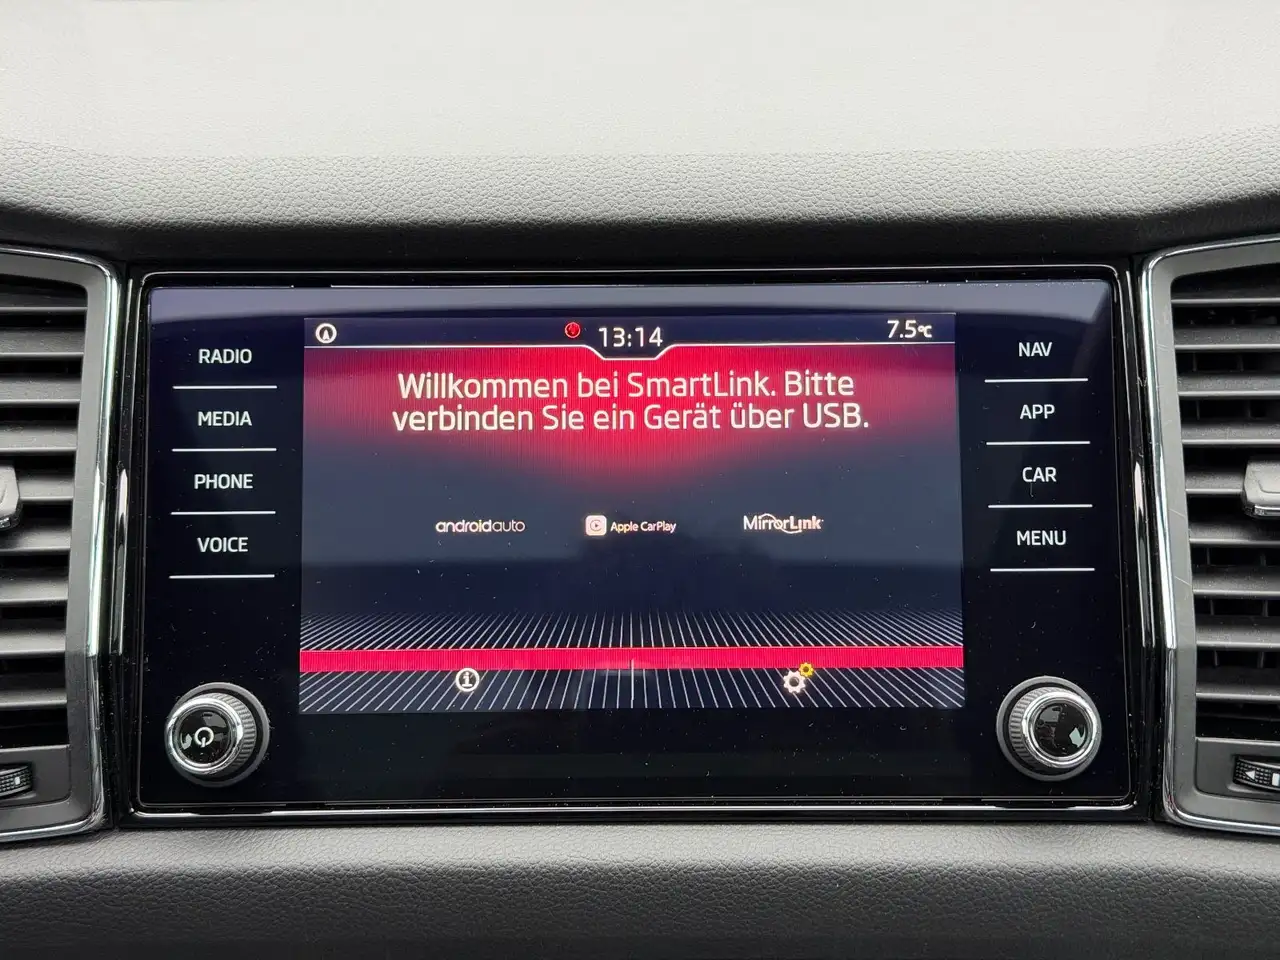 13:14
7.5°C
RADIO
MEDIA
PHONE
VOICE
Willkommen bei SmartLink. Bitte
verbinden Sie ein Gerät über USB.
androidauto
Apple CarPlay
MirrorLink
NAV
APP
CAR
MENU